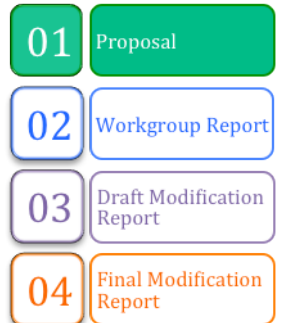 01 Proposal
02 Workgroup Report
03 Draft Modification
Report
04 Final Modification
Report